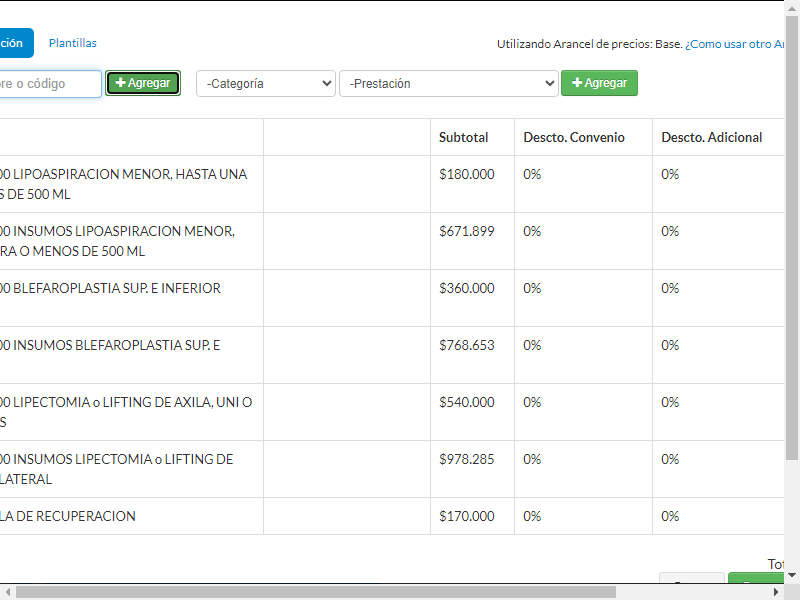 ción Plantillas Utilizando Arancel de precios: Base. ¿Como usar otro Ar
re o código Agregar -Categoría -Prestación Agregar
Subtotal Descto. Convenio Descto. Adicional
00 LIPOASPIRACION MENOR, HASTA UNA $180.000 0% 0%
S DE 500 ML
00 INSUMOS LIPOASPIRACION MENOR, $671.899 0% 0%
RA O MENOS DE 500 ML
00 BLEFAROPLASTIA SUP. E INFERIOR $360.000 0% 0%
00 INSUMOS BLEFAROPLASTIA SUP. E $768.653 0% 0%
00 LIPECTOMIA o LIFTING DE AXILA, UNI O $540.000 0% 0%
S
00 INSUMOS LIPECTOMIA o LIFTING DE $978.285 0% 0%
LATERAL
LA DE RECUPERACION $170.000 0% 0%
Tot